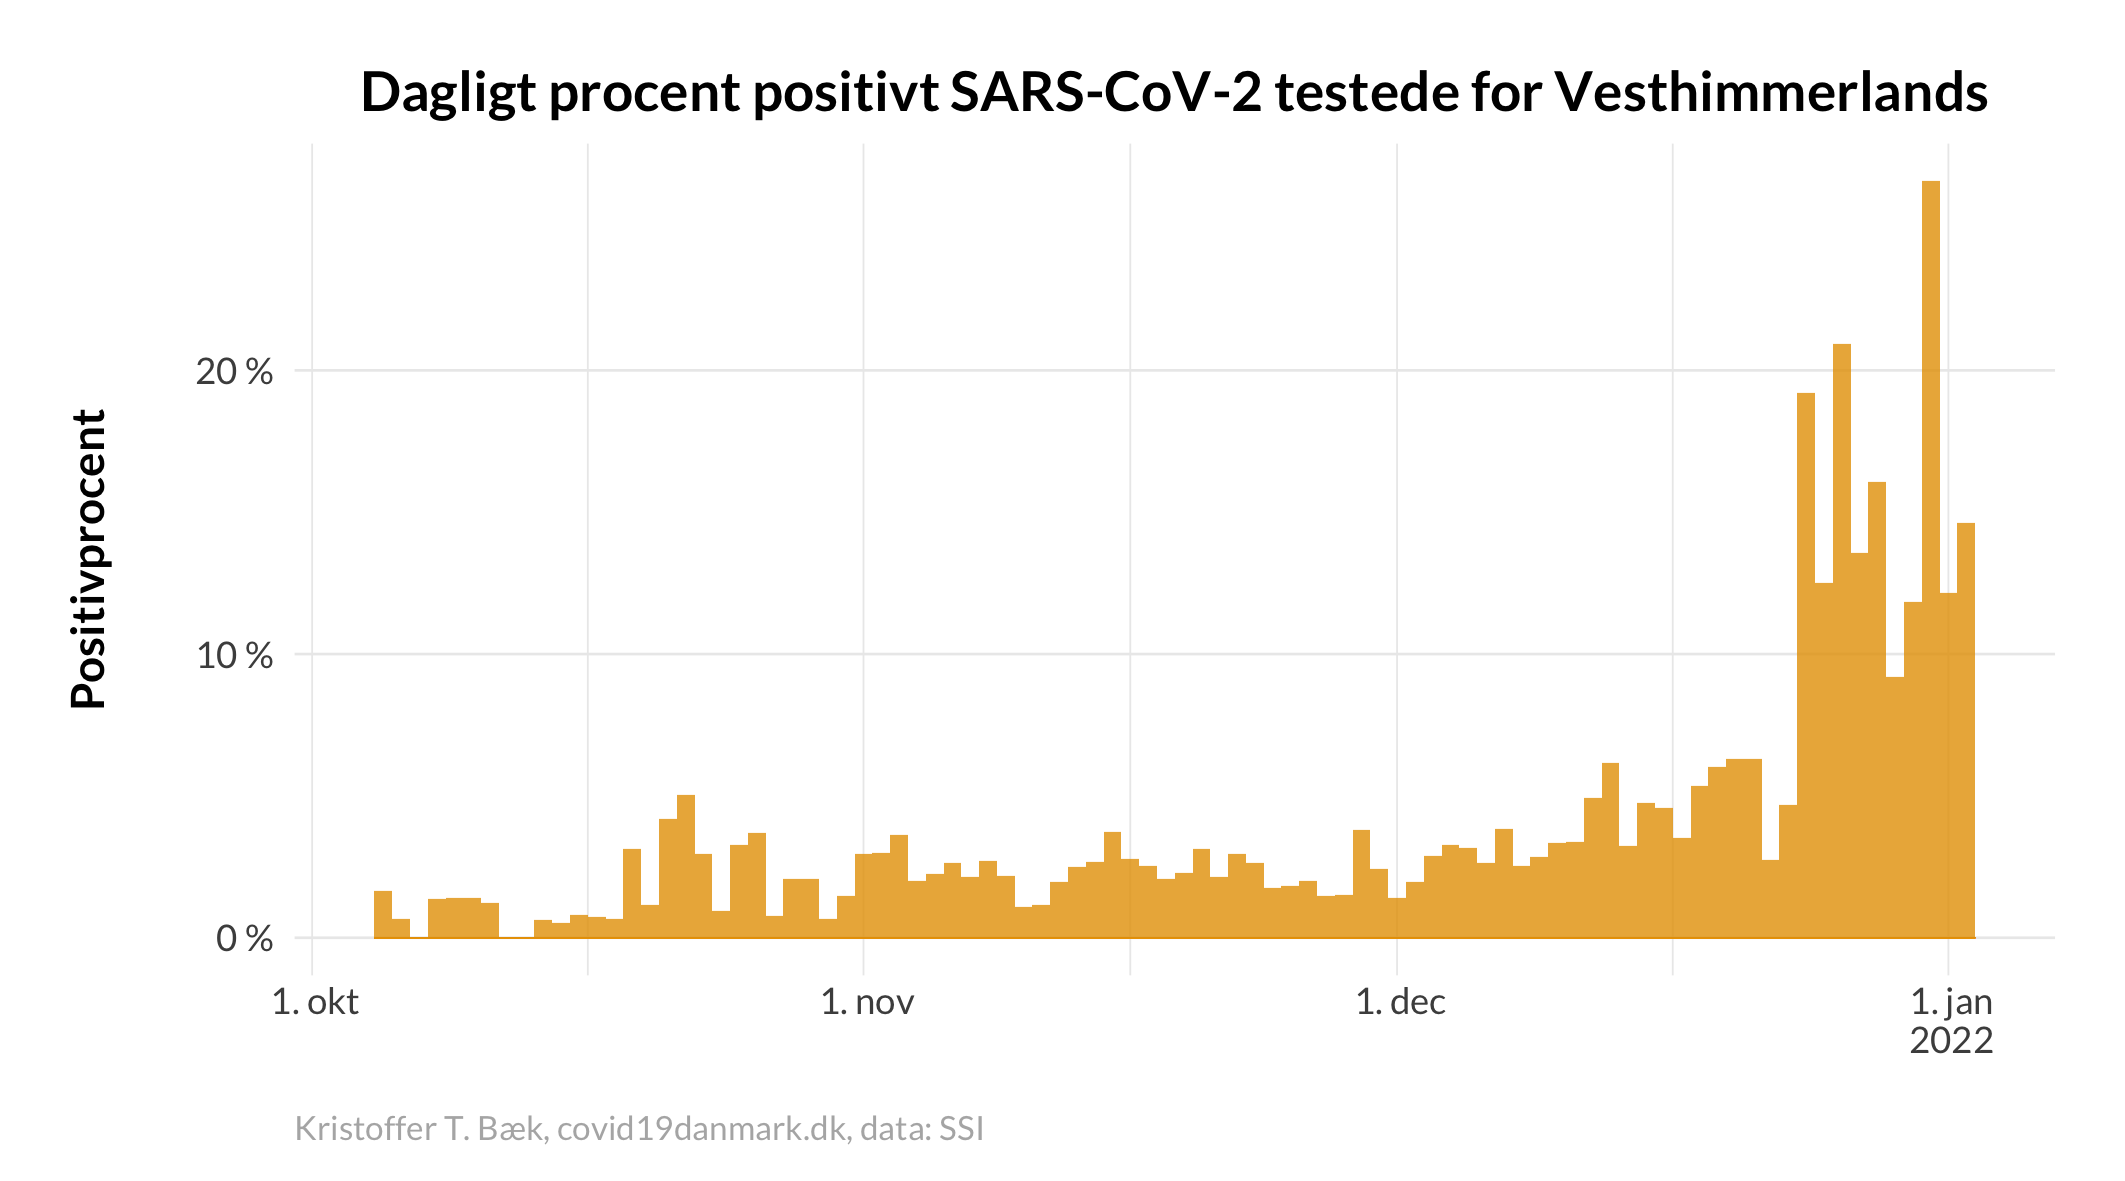 Dagligt procent positivt SARS-CoV-2 testede for Vesthimmerlands
Positivprocent
20 %
10 %
0 %
1. okt
1. nov
1. dec
1. jan
2022
Kristoffer T. Bæk, covid19danmark.dk, data: SSI